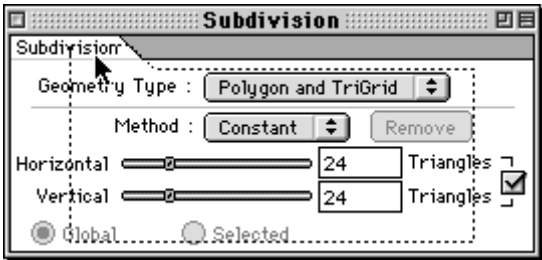 Subdivision
Subdivision
Geometry Type : Polygon and TriGrid
Method : Constant Remove
Horizontal 24 Triangles
Vertical 24 Triangles
Global Selected